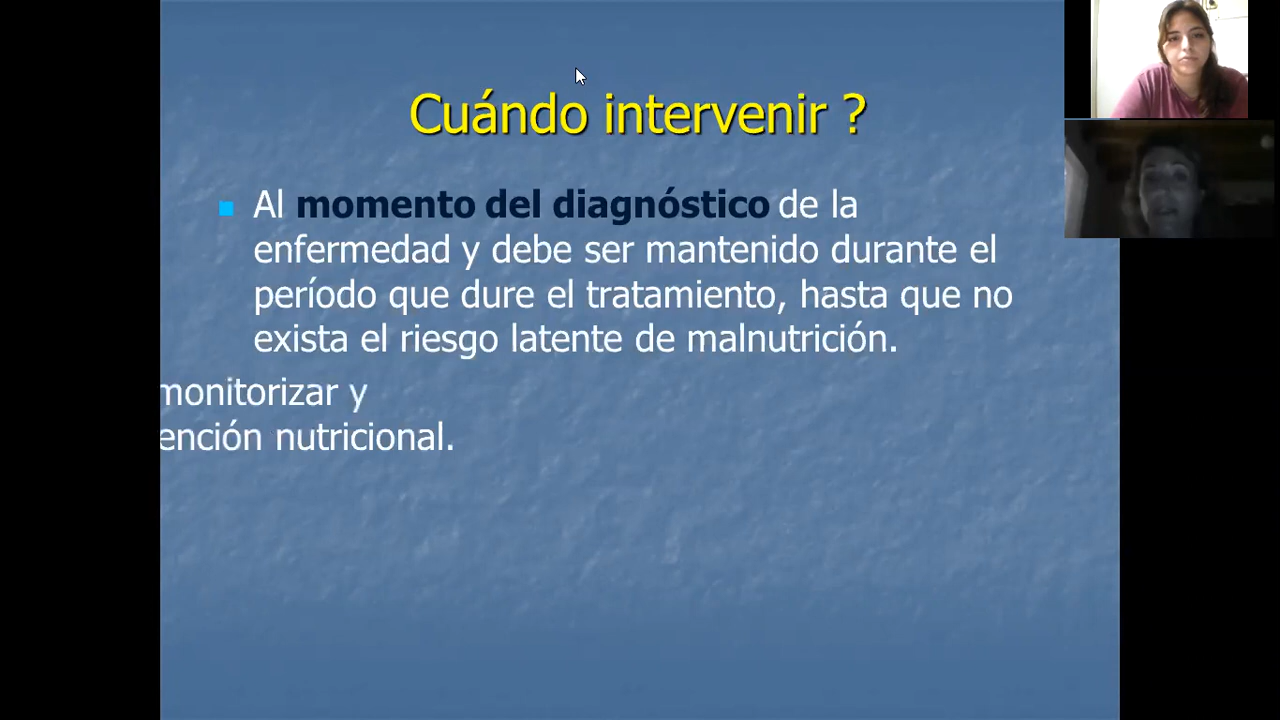 Cuándo intervenir ?
Al momento del diagnóstico de la
enfermedad y debe ser mantenido durante el
período que dure el tratamiento, hasta que no
exista el riesgo latente de malnutrición.
monitorizar y
ención nutricional.